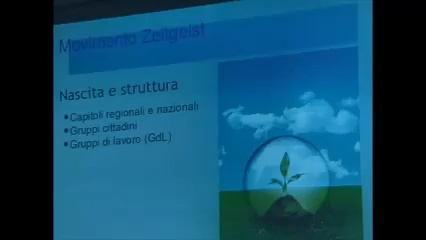 Movimento Zeitgeist
Nascita e struttura
•Capitoli regionali e nazionali
•Gruppi cittadini
•Gruppi di lavoro (GdL)